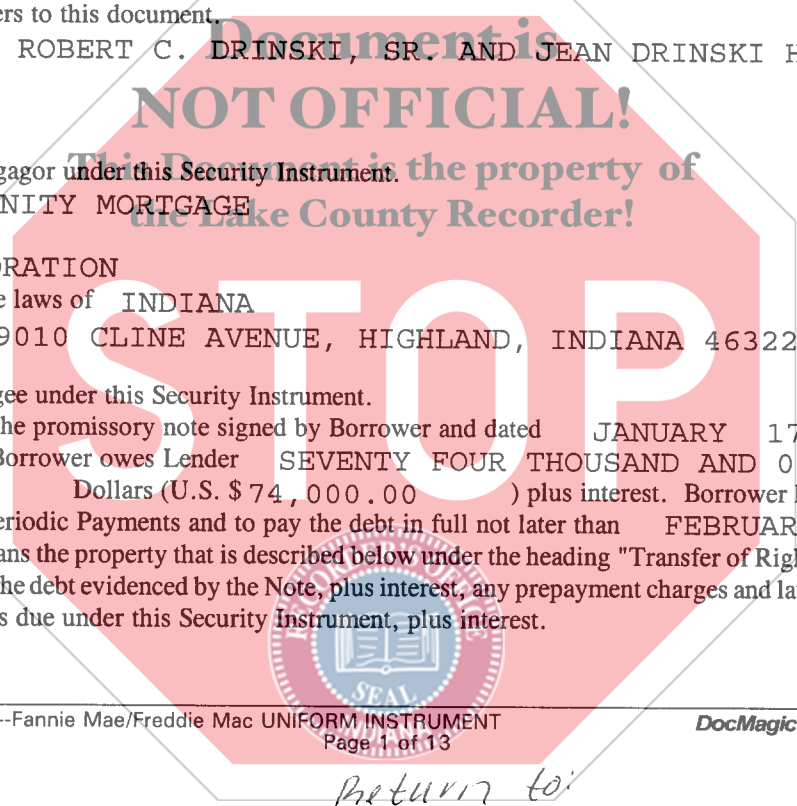 ers to this document.
Document is
ROBERT C. DRINSKI, SR. AND JEAN DRINSKI H
NOT OFFICIAL!
This Document is the property of
gagor under this Security Instrument.
the Lake County Recorder!
NITY MORTGAGE
ORATION
e laws of INDIANA
STOP
9010 CLINE AVENUE, HIGHLAND, INDIANA 46322
gee under this Security Instrument.
he promissory note signed by Borrower and dated JANUARY 17
Borrower owes Lender SEVENTY FOUR THOUSAND AND 0
Dollars (U.S. $ 74,000.00 ) plus interest. Borrower
eriodic Payments and to pay the debt in full not later than FEBRUAR
ans the property that is described below under the heading "Transfer of Righ
he debt evidenced by the Note, plus interest, any prepayment charges and la
s due under this Security Instrument, plus interest.
SEAL
INDIANA
--Fannie Mae/Freddie Mac UNIFORM INSTRUMENT
DocMagic
Page 1 of 13
Return to: